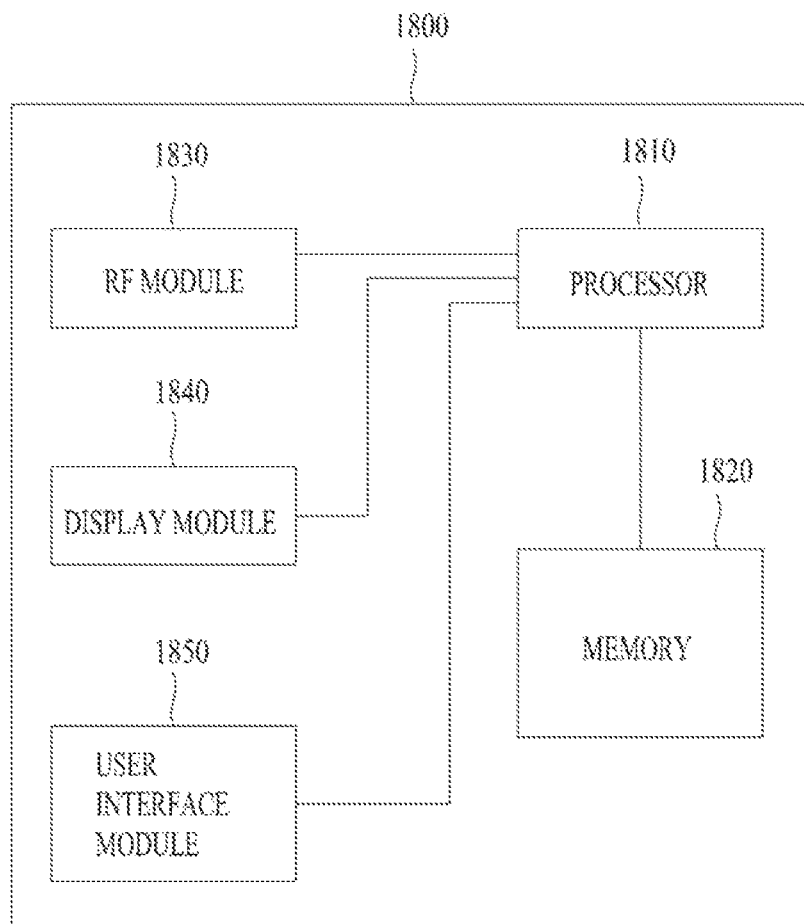 1800
1830
1810
RF MODULE
PROCESSOR
1840
1820
DISPLAY MODULE
MEMORY
1850
USER
INTERFACE
MODULE